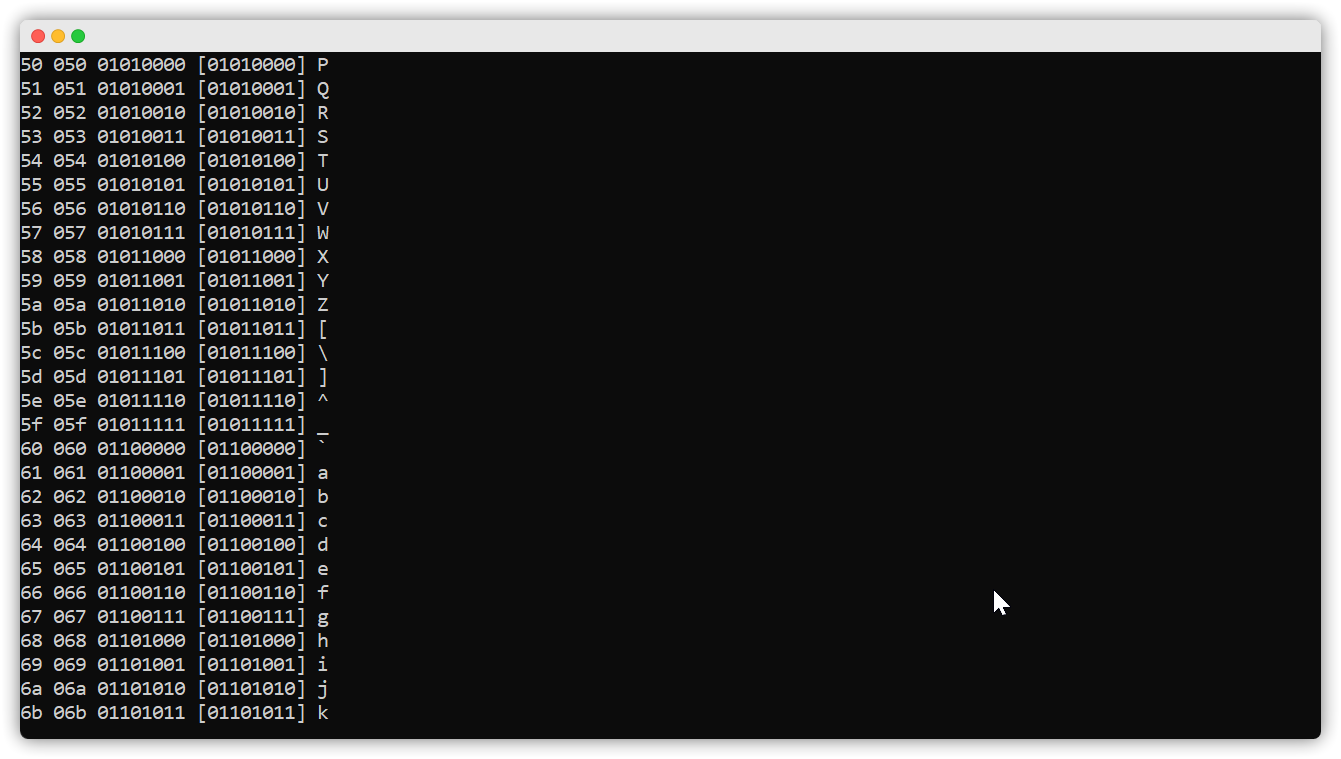 50 050 01010000 [01010000] P
51 051 01010001 [01010001] Q
52 052 01010010 [01010010] R
53 053 01010011 [01010011] S
54 054 01010100 [01010100] T
55 055 01010101 [01010101] U
56 056 01010110 [01010110] V
57 057 01010111 [01010111] W
58 058 01011000 [01011000] X
59 059 01011001 [01011001] Y
5a 05a 01011010 [01011010] Z
5b 05b 01011011 [01011011] [
5c 05c 01011100 [01011100] \
5d 05d 01011101 [01011101] ]
5e 05e 01011110 [01011110] ^
5f 05f 01011111 [01011111] _
60 060 01100000 [01100000] `
61 061 01100001 [01100001] a
62 062 01100010 [01100010] b
63 063 01100011 [01100011] c
64 064 01100100 [01100100] d
65 065 01100101 [01100101] e
66 066 01100110 [01100110] f
67 067 01100111 [01100111] g
68 068 01101000 [01101000] h
69 069 01101001 [01101001] i
6a 06a 01101010 [01101010] j
6b 06b 01101011 [01101011] k